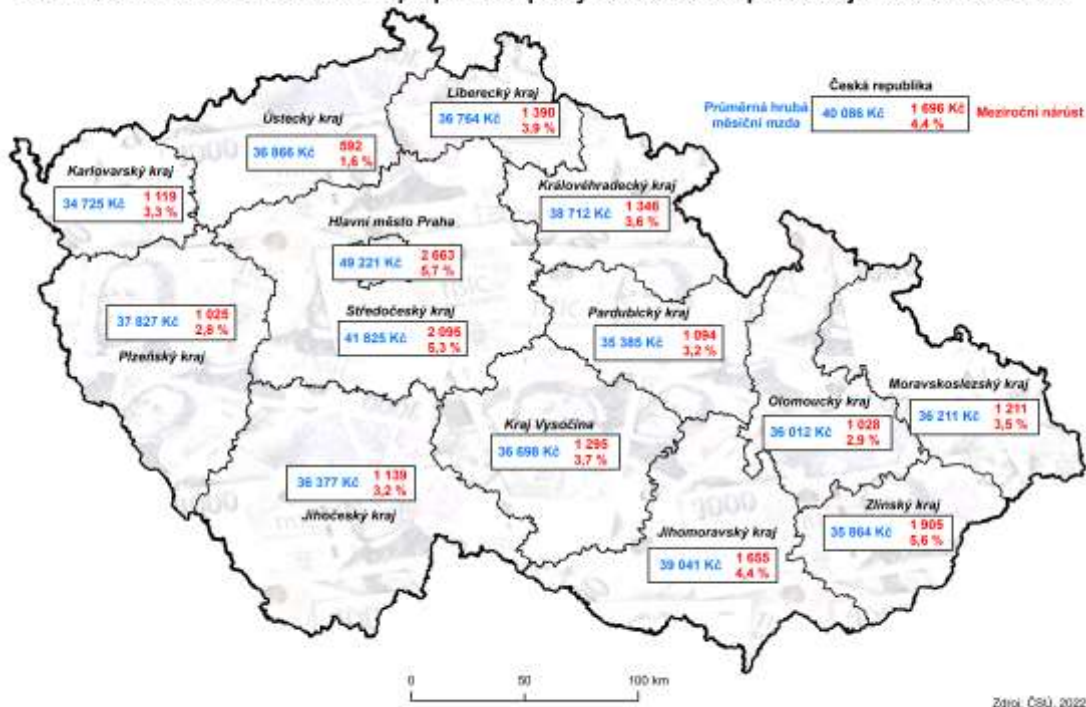 Liberecký kraj
36 764 Kč 1 390
3,9 %
Česká republika
Průměrná hrubá
měsíční mzda
40 086 Kč 1 696 Kč
4,4 %
Meziroční nárůst
Ústecký kraj
36 866 Kč 592
1,6 %
Karlovarský kraj
34 725 Kč 1 119
3,3 %
Královéhradecký kraj
38 712 Kč 1 346
3,6 %
Hlavní město Praha
49 221 Kč 2 663
5,7 %
37 827 Kč 1 025
2,8 %
Plzeňský kraj
Středočeský kraj
41 825 Kč 2 095
5,3 %
Pardubický kraj
35 385 Kč 1 094
3,2 %
Moravskoslezský kraj
36 211 Kč 1 211
3,5 %
Olomoucký kraj
36 012 Kč 1 028
2,9 %
Kraj Vysočina
36 698 Kč 1 295
3,7 %
36 377 Kč 1 139
3,2 %
Jihočeský kraj
Zlínský kraj
35 864 Kč 1 905
5,6 %
Jihomoravský kraj
39 041 Kč 1 655
4,4 %
0 50 100 km
Zdroj: ČSÚ, 2022